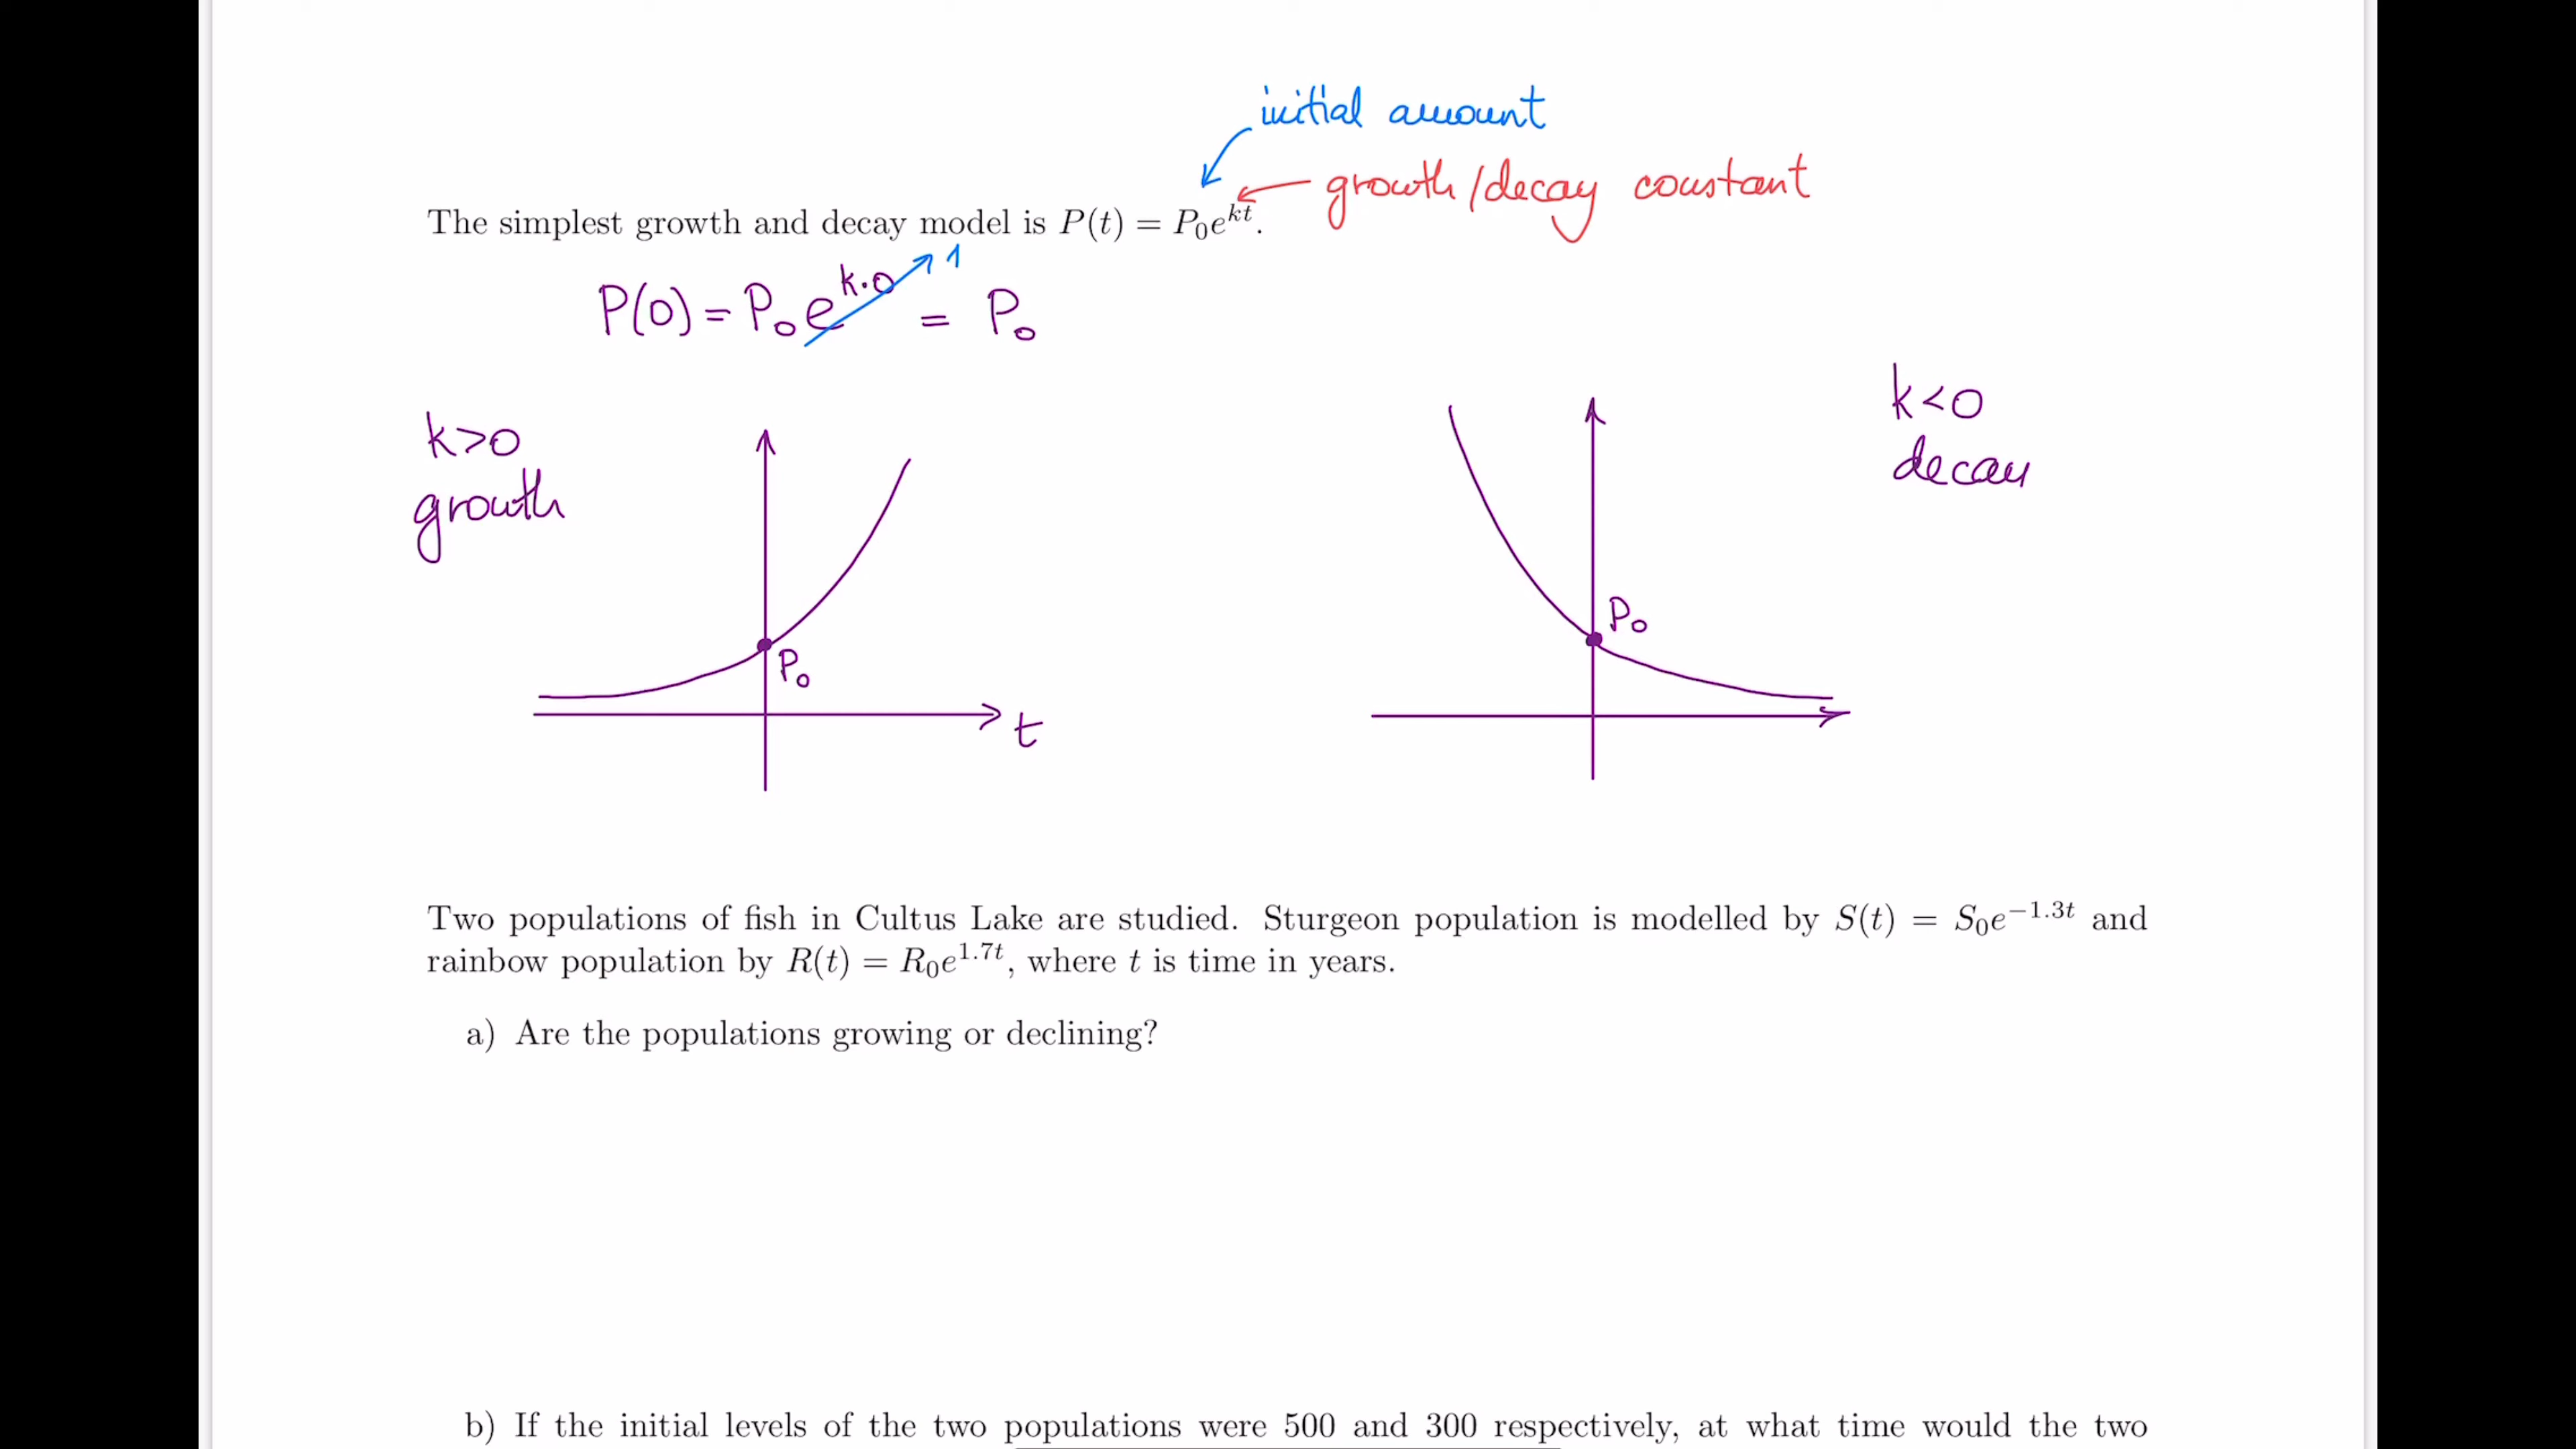 initial amount
growth/decay constant
The simplest growth and decay model is P(t) = P₀eᵏᵗ.
1
P(0) = P₀ e^{k·0} = P₀
k>0
growth
k<0
decay
P₀
P₀
t
Two populations of fish in Cultus Lake are studied. Sturgeon population is modelled by S(t) = S₀e^{−1.3t} and
rainbow population by R(t) = R₀e^{1.7t}, where t is time in years.
a) Are the populations growing or declining?
b) If the initial levels of the two populations were 500 and 300 respectively, at what time would the two